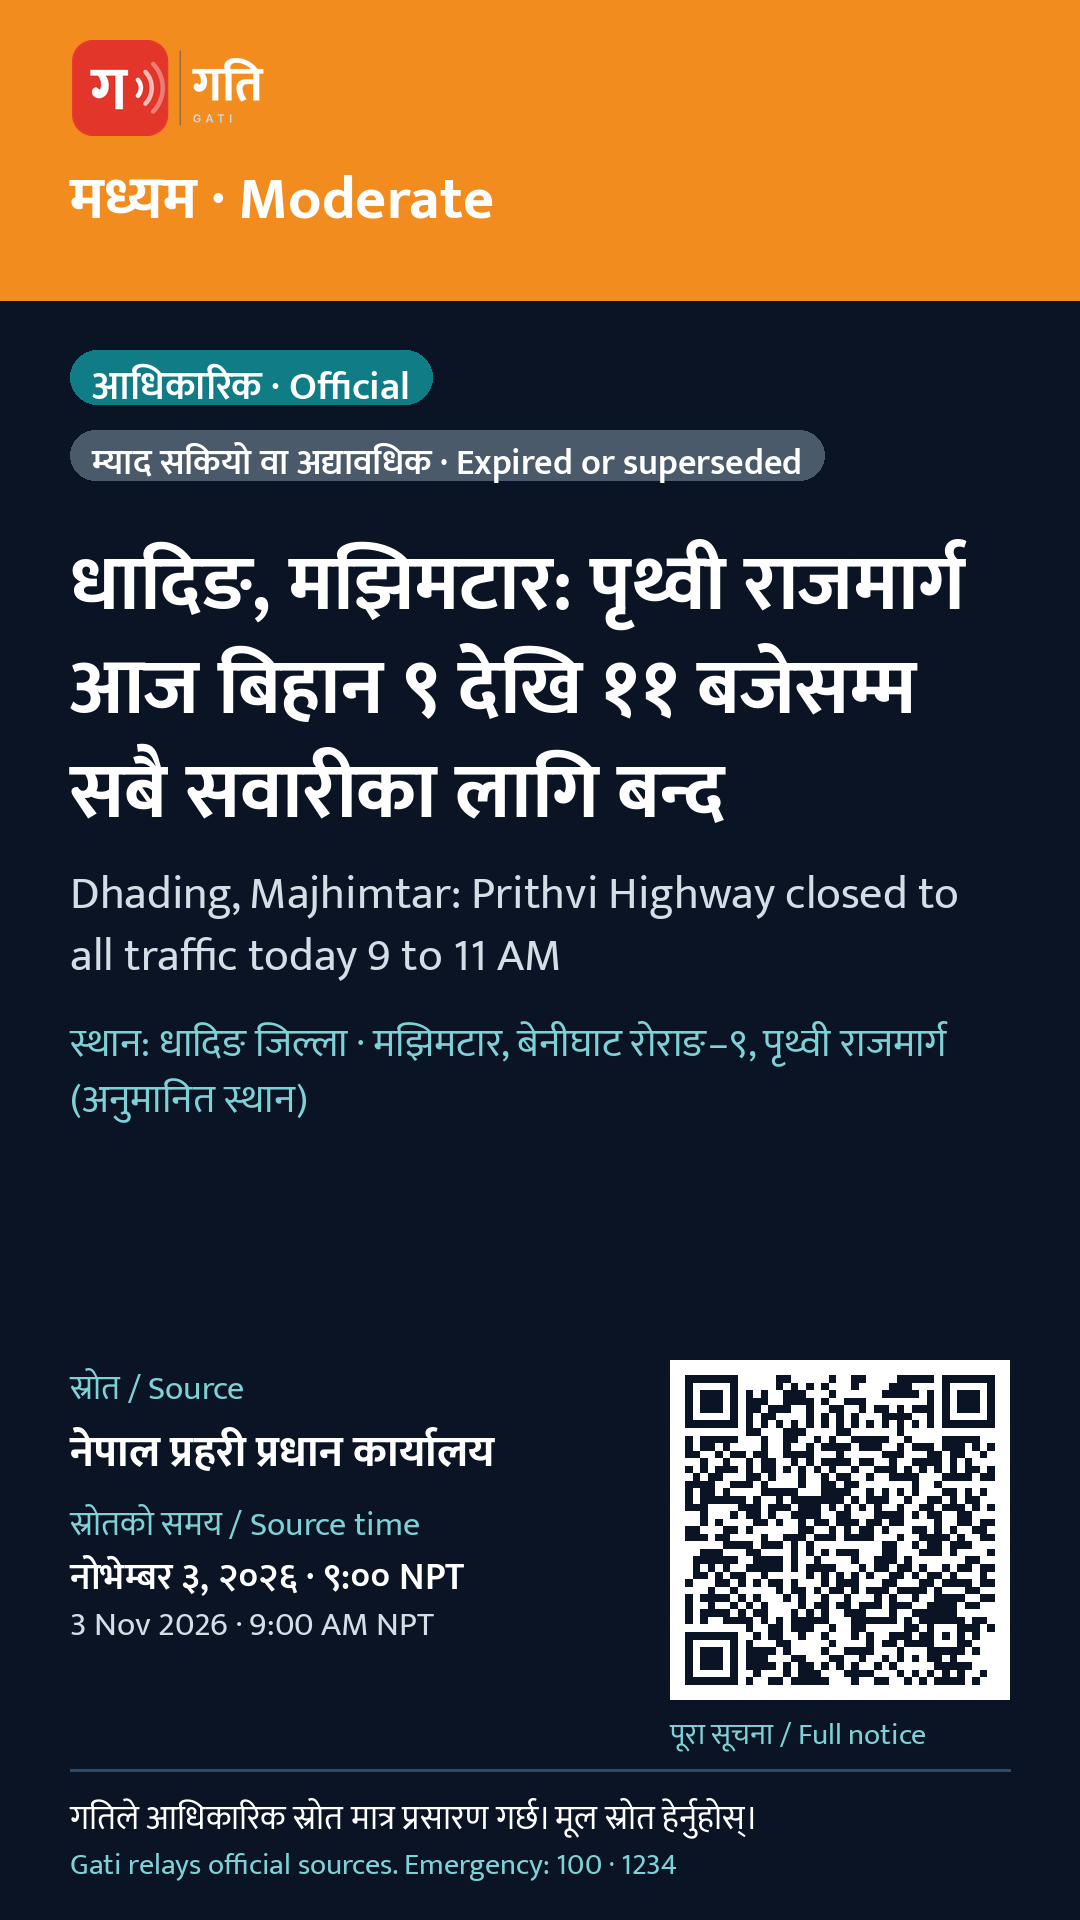 ग
गति
GATI
मध्यम · Moderate
आधिकारिक · Official
म्याद सकियो वा अद्यावधिक · Expired or superseded
धादिङ, मझिमटार: पृथ्वी राजमार्ग
आज बिहान ९ देखि ११ बजेसम्म
सबै सवारीका लागि बन्द
Dhading, Majhimtar: Prithvi Highway closed to
all traffic today 9 to 11 AM
स्थान: धादिङ जिल्ला · मझिमटार, बेनीघाट रोराङ–९, पृथ्वी राजमार्ग
(अनुमानित स्थान)
स्रोत / Source
नेपाल प्रहरी प्रधान कार्यालय
स्रोतको समय / Source time
नोभेम्बर ३, २०२६ · ९:०० NPT
3 Nov 2026 · 9:00 AM NPT
पूरा सूचना / Full notice
गतिले आधिकारिक स्रोत मात्र प्रसारण गर्छ। मूल स्रोत हेर्नुहोस्।
Gati relays official sources. Emergency: 100 · 1234